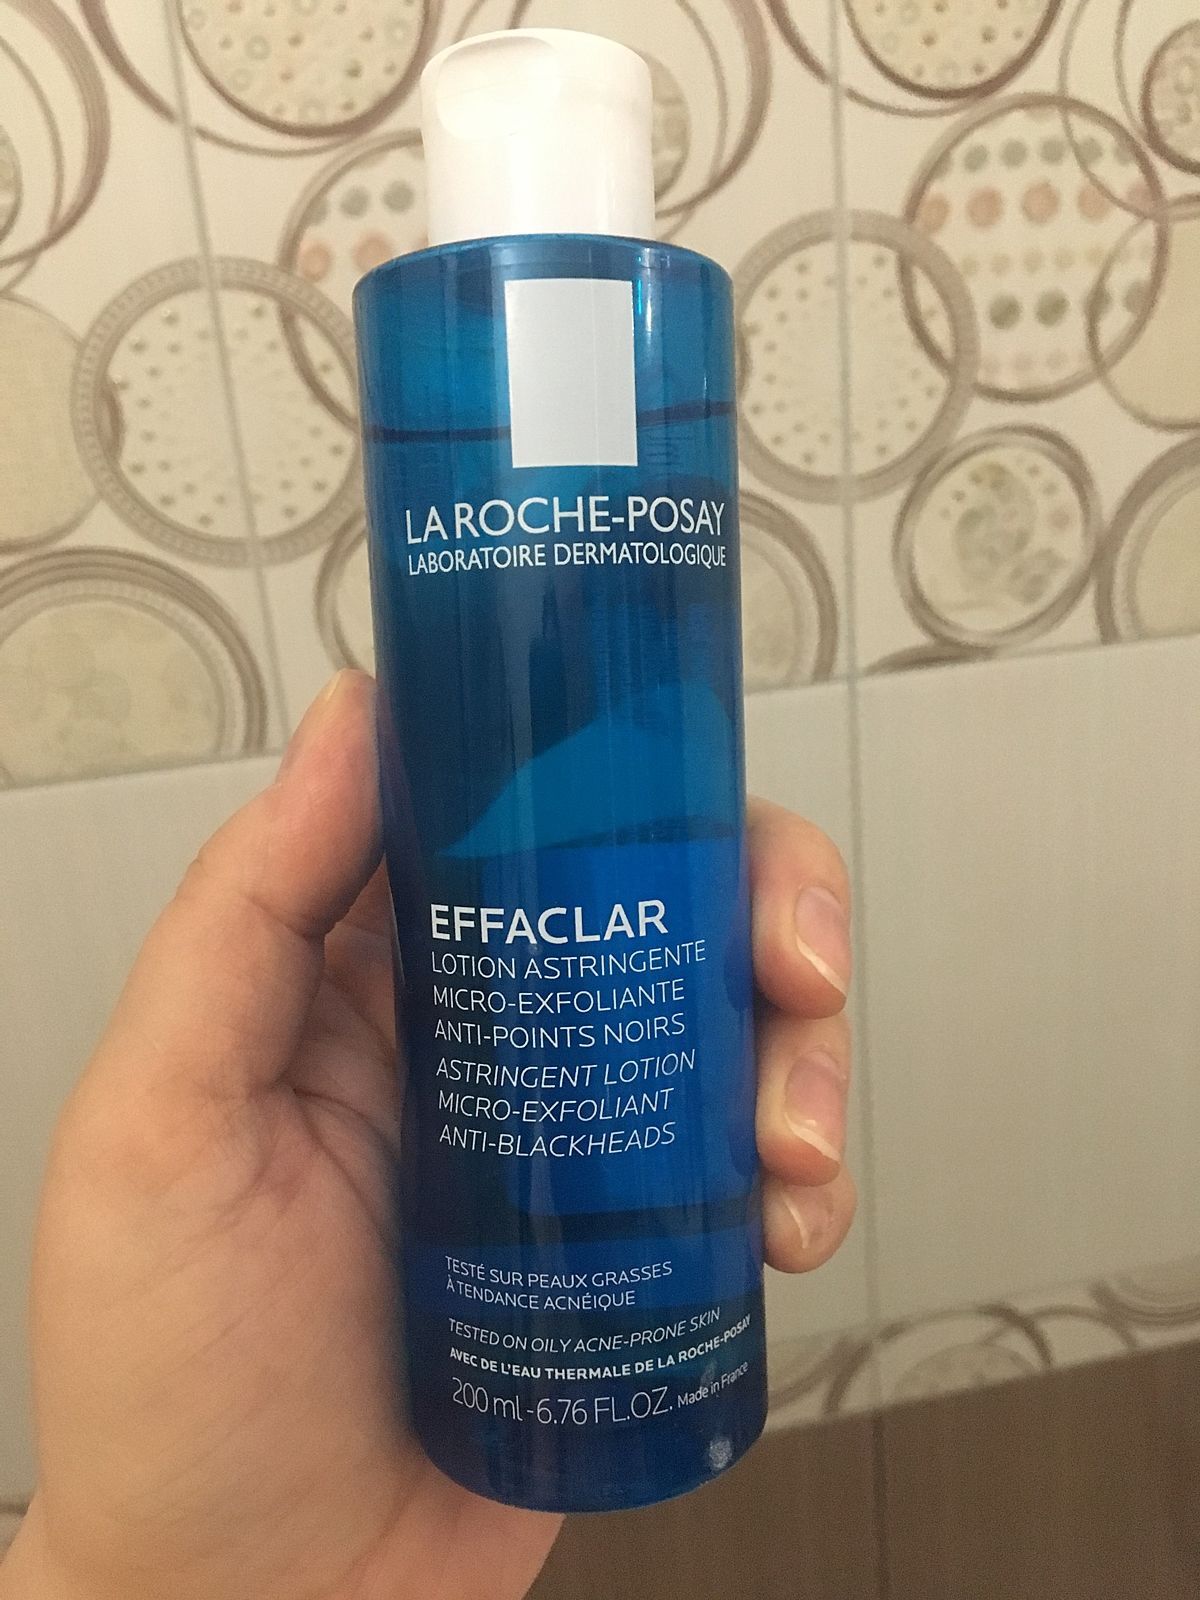 LA ROCHE-POSAY
LABORATOIRE DERMATOLOGIQUE
EFFACLAR
LOTION ASTRINGENTE
MICRO-EXFOLIANTE
ANTI-POINTS NOIRS
ASTRINGENT LOTION
MICRO-EXFOLIANT
ANTI-BLACKHEADS
TESTÉ SUR PEAUX GRASSES
À TENDANCE ACNÉIQUE
TESTED ON OILY ACNE-PRONE SKIN
AVEC DE L'EAU THERMALE DE LA ROCHE-POSAY
200 ml - 6.76 FL.OZ. Made in France